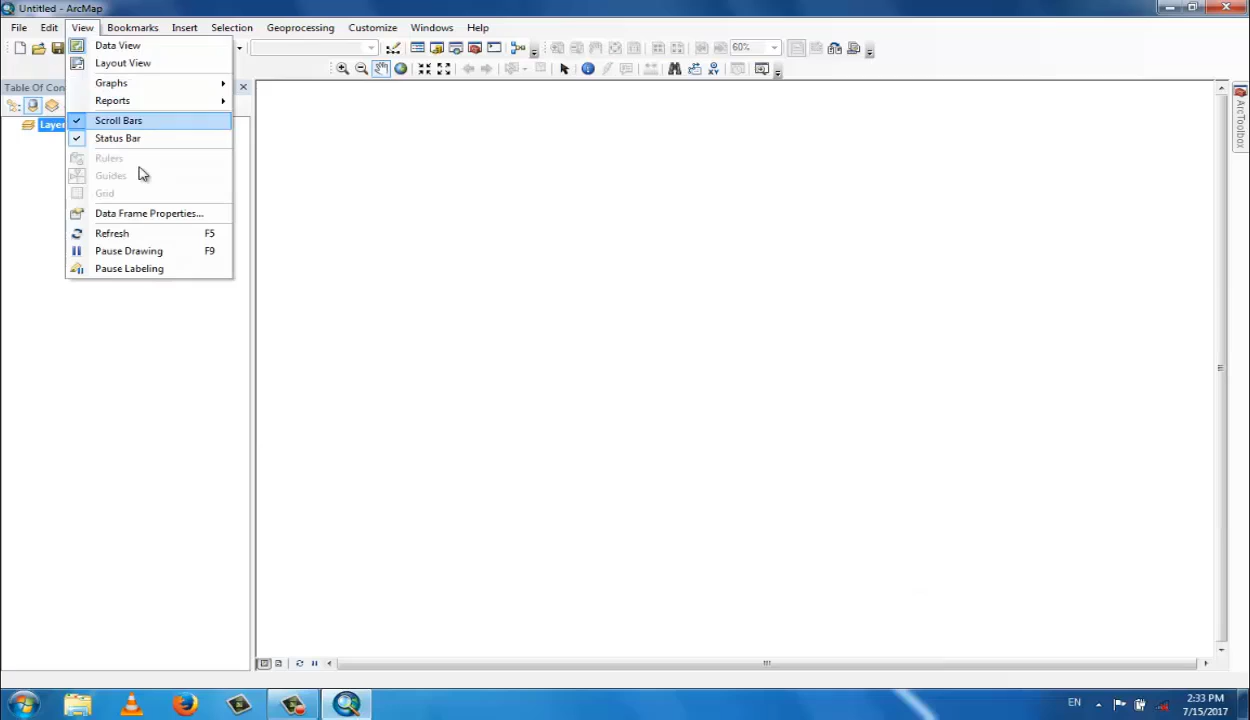 Untitled - ArcMap
File Edit View Bookmarks Insert Selection Geoprocessing Customize Windows Help
Data View
Layout View
Graphs
Reports
Scroll Bars
Status Bar
Rulers
Guides
Grid
Data Frame Properties...
Refresh F5
Pause Drawing F9
Pause Labeling
60%
Table Of Con
Layer
ArcToolbox
EN
2:33 PM
7/15/2017